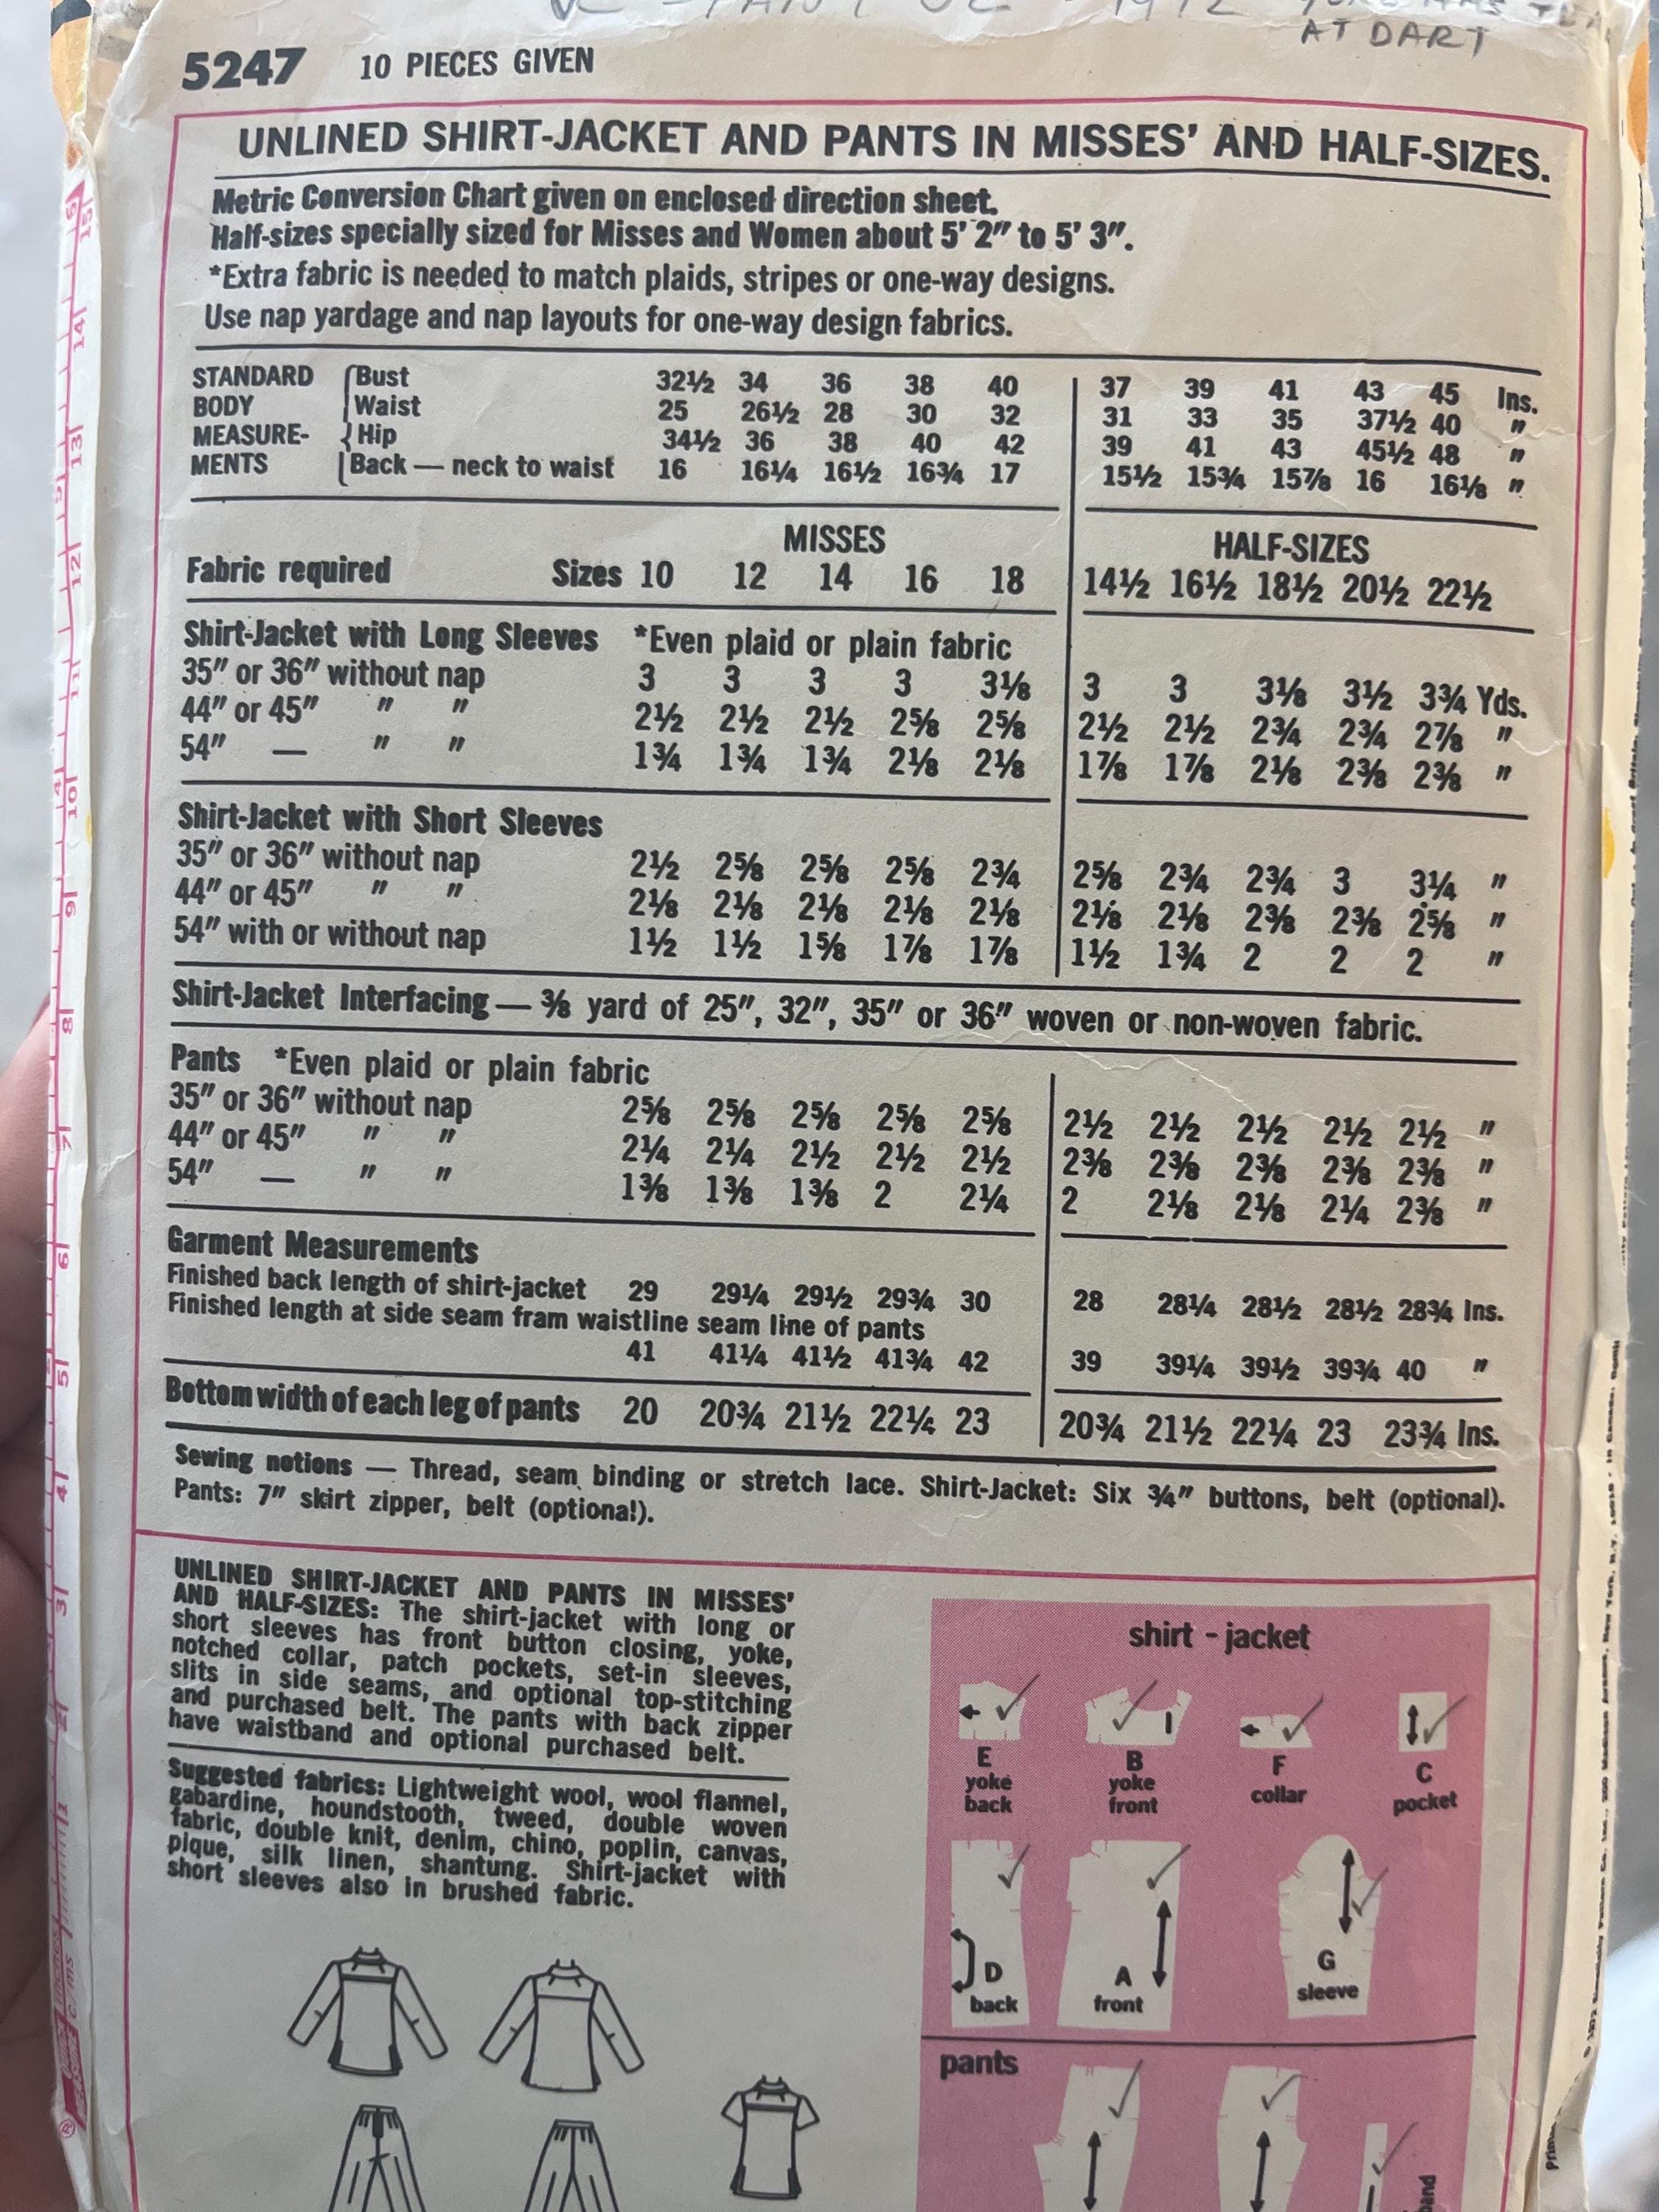 1972
AT DART
5247 10 PIECES GIVEN
UNLINED SHIRT-JACKET AND PANTS IN MISSES' AND HALF-SIZES.
Metric Conversion Chart given on enclosed direction sheet.
Half-sizes specially sized for Misses and Women about 5' 2" to 5' 3".
*Extra fabric is needed to match plaids, stripes or one-way designs.
Use nap yardage and nap layouts for one-way design fabrics.
STANDARD Bust 32½ 34 36 38 40 37 39 41 43 45 Ins.
BODY Waist 25 26½ 28 30 32 31 33 35 37½ 40 "
MEASURE- Hip 34½ 36 38 40 42 39 41 43 45½ 48 "
MENTS Back — neck to waist 16 16¼ 16½ 16¾ 17 15½ 15¾ 15⅞ 16 16⅛ "
MISSES HALF-SIZES
Fabric required Sizes 10 12 14 16 18 14½ 16½ 18½ 20½ 22½
Shirt-Jacket with Long Sleeves *Even plaid or plain fabric
35" or 36" without nap 3 3 3 3 3⅛ 3 3 3⅛ 3½ 3¾ Yds.
44" or 45" " " 2½ 2½ 2½ 2⅝ 2⅝ 2½ 2½ 2¾ 2¾ 2⅞ "
54" — " " 1¾ 1¾ 1¾ 2⅛ 2⅛ 1⅞ 1⅞ 2⅛ 2⅜ 2⅜ "
Shirt-Jacket with Short Sleeves
35" or 36" without nap 2½ 2⅝ 2⅝ 2⅝ 2¾ 2⅝ 2¾ 2¾ 3 3¼ "
44" or 45" " " 2⅛ 2⅛ 2⅛ 2⅛ 2⅛ 2⅛ 2⅛ 2⅜ 2⅜ 2⅝ "
54" with or without nap 1½ 1½ 1⅝ 1⅞ 1⅞ 1½ 1¾ 2 2 2 "
Shirt-Jacket Interfacing — ⅜ yard of 25", 32", 35" or 36" woven or non-woven fabric.
Pants *Even plaid or plain fabric
35" or 36" without nap 2⅝ 2⅝ 2⅝ 2⅝ 2⅝ 2½ 2½ 2½ 2½ 2½ "
44" or 45" " " 2¼ 2¼ 2½ 2½ 2½ 2⅜ 2⅜ 2⅜ 2⅜ 2⅜ "
54" — " " 1⅜ 1⅜ 1⅜ 2 2¼ 2 2⅛ 2⅛ 2¼ 2⅜ "
Garment Measurements
Finished back length of shirt-jacket 29 29¼ 29½ 29¾ 30 28 28¼ 28½ 28½ 28¾ Ins.
Finished length at side seam fram waistline seam line of pants
41 41¼ 41½ 41¾ 42 39 39¼ 39½ 39¾ 40 "
Bottom width of each leg of pants 20 20¾ 21½ 22¼ 23 20¾ 21½ 22¼ 23 23¾ Ins.
Sewing notions — Thread, seam binding or stretch lace. Shirt-Jacket: Six ¾" buttons, belt (optional).
Pants: 7" skirt zipper, belt (optional).
UNLINED SHIRT-JACKET AND PANTS IN MISSES'
AND HALF-SIZES: The shirt-jacket with long or
short sleeves has front button closing, yoke,
notched collar, patch pockets, set-in sleeves,
slits in side seams, and optional top-stitching
and purchased belt. The pants with back zipper
have waistband and optional purchased belt.
Suggested fabrics: Lightweight wool, wool flannel,
gabardine, houndstooth, tweed, double woven
fabric, double knit, denim, chino, poplin, canvas,
pique, silk linen, shantung. Shirt-jacket with
short sleeves also in brushed fabric.
shirt - jacket
E
yoke
back
B
yoke
front
F
collar
C
pocket
D
back
A
front
G
sleeve
pants
15 14 13 12 11 10 9 8 7 6 5 4 3 2 1
inches
c/ms